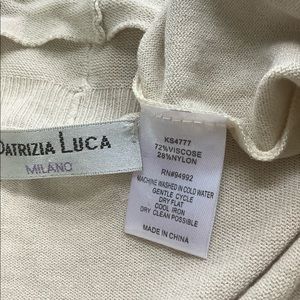 PATRIZIA LUCA
MILANO
KS4777
72%VISCOSE
28%NYLON
RN#94992
MACHINE WASHED IN COLD WATER
GENTLE CYCLE
DRY FLAT
COOL IRON
DRY CLEAN POSSIBLE
MADE IN CHINA